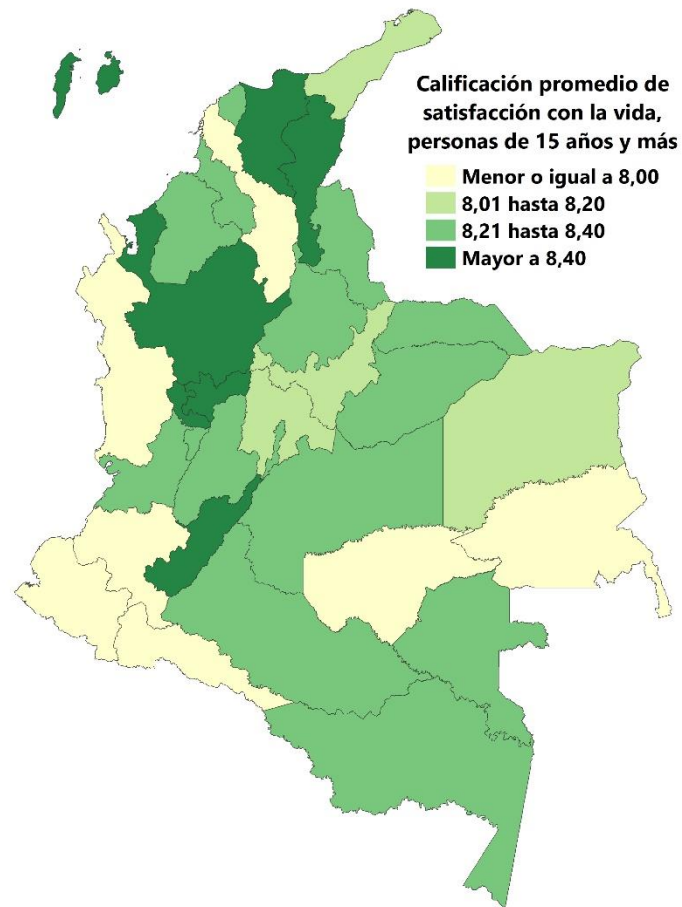 Calificación promedio de
satisfacción con la vida,
personas de 15 años y más
Menor o igual a 8,00
8,01 hasta 8,20
8,21 hasta 8,40
Mayor a 8,40